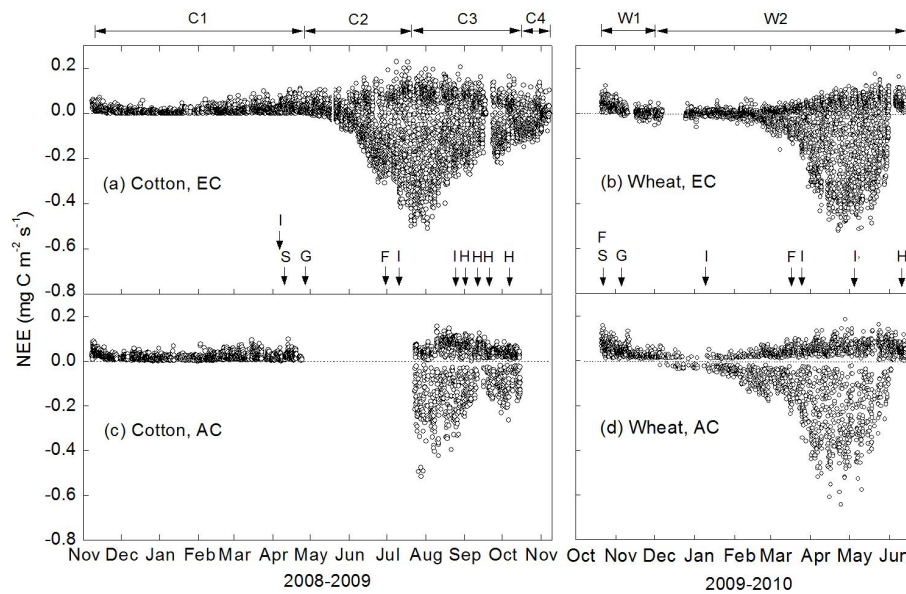 C1 C2 C3 C4 W1 W2
0.2
0.0
-0.2
-0.4
-0.6
-0.8
(a) Cotton, EC
(b) Wheat, EC
I
S G F I I H H H H
F
S G I F I I H
NEE (mg C m-2 s-1)
0.2
0.0
-0.2
-0.4
-0.6
-0.8
(c) Cotton, AC
(d) Wheat, AC
Nov Dec Jan Feb Mar Apr May Jun Jul Aug Sep Oct Nov
Oct Nov Dec Jan Feb Mar Apr May Jun
2008-2009
2009-2010